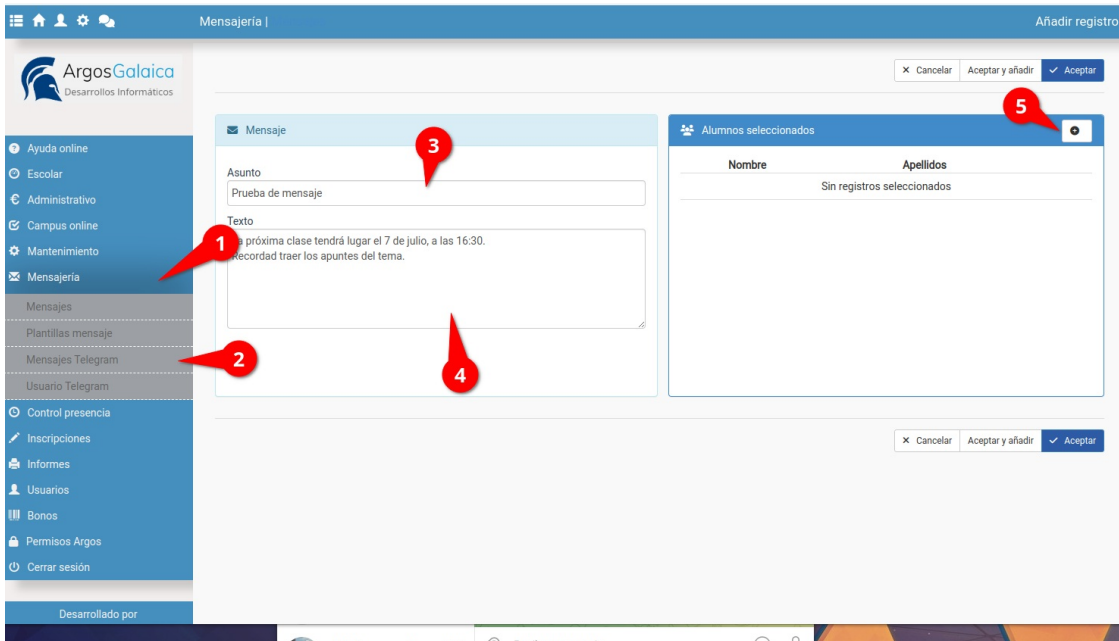 Mensajería |
Añadir registro
ArgosGalaica
Desarrollos Informáticos
Cancelar
Aceptar y añadir
Aceptar
5
Mensaje
3
Alumnos seleccionados
Ayuda online
Escolar
Administrativo
Campus online
Mantenimiento
Mensajería
Mensajes
Plantillas mensaje
Mensajes Telegram
Usuario Telegram
Control presencia
Inscripciones
Informes
Usuarios
Bonos
Permisos Argos
Cerrar sesión
Desarrollado por
1
2
Asunto
Prueba de mensaje
Texto
próxima clase tendrá lugar el 7 de julio, a las 16:30.
Recordad traer los apuntes del tema.
4
Nombre Apellidos
Sin registros seleccionados
Cancelar
Aceptar y añadir
Aceptar